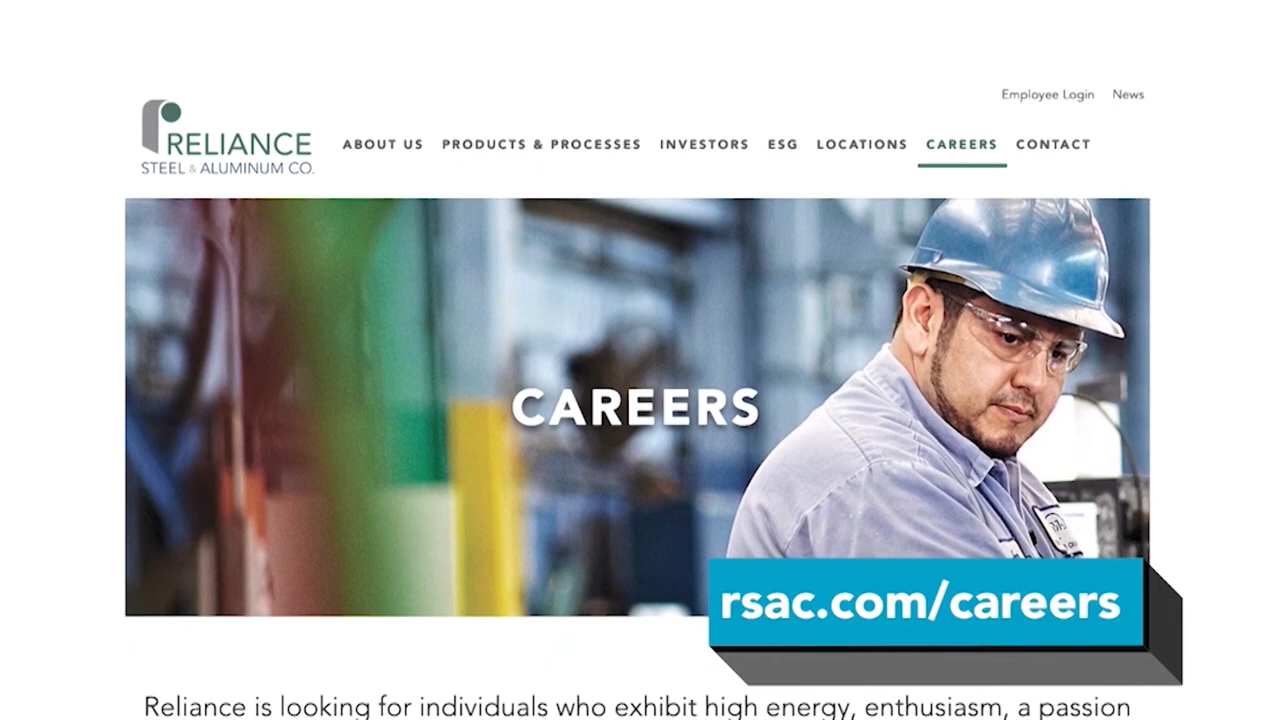 Employee Login News
RELIANCE
STEEL & ALUMINUM CO.
ABOUT US PRODUCTS & PROCESSES INVESTORS ESG LOCATIONS CAREERS CONTACT
CAREERS
rsac.com/careers
Reliance is looking for individuals who exhibit high energy, enthusiasm, a passion